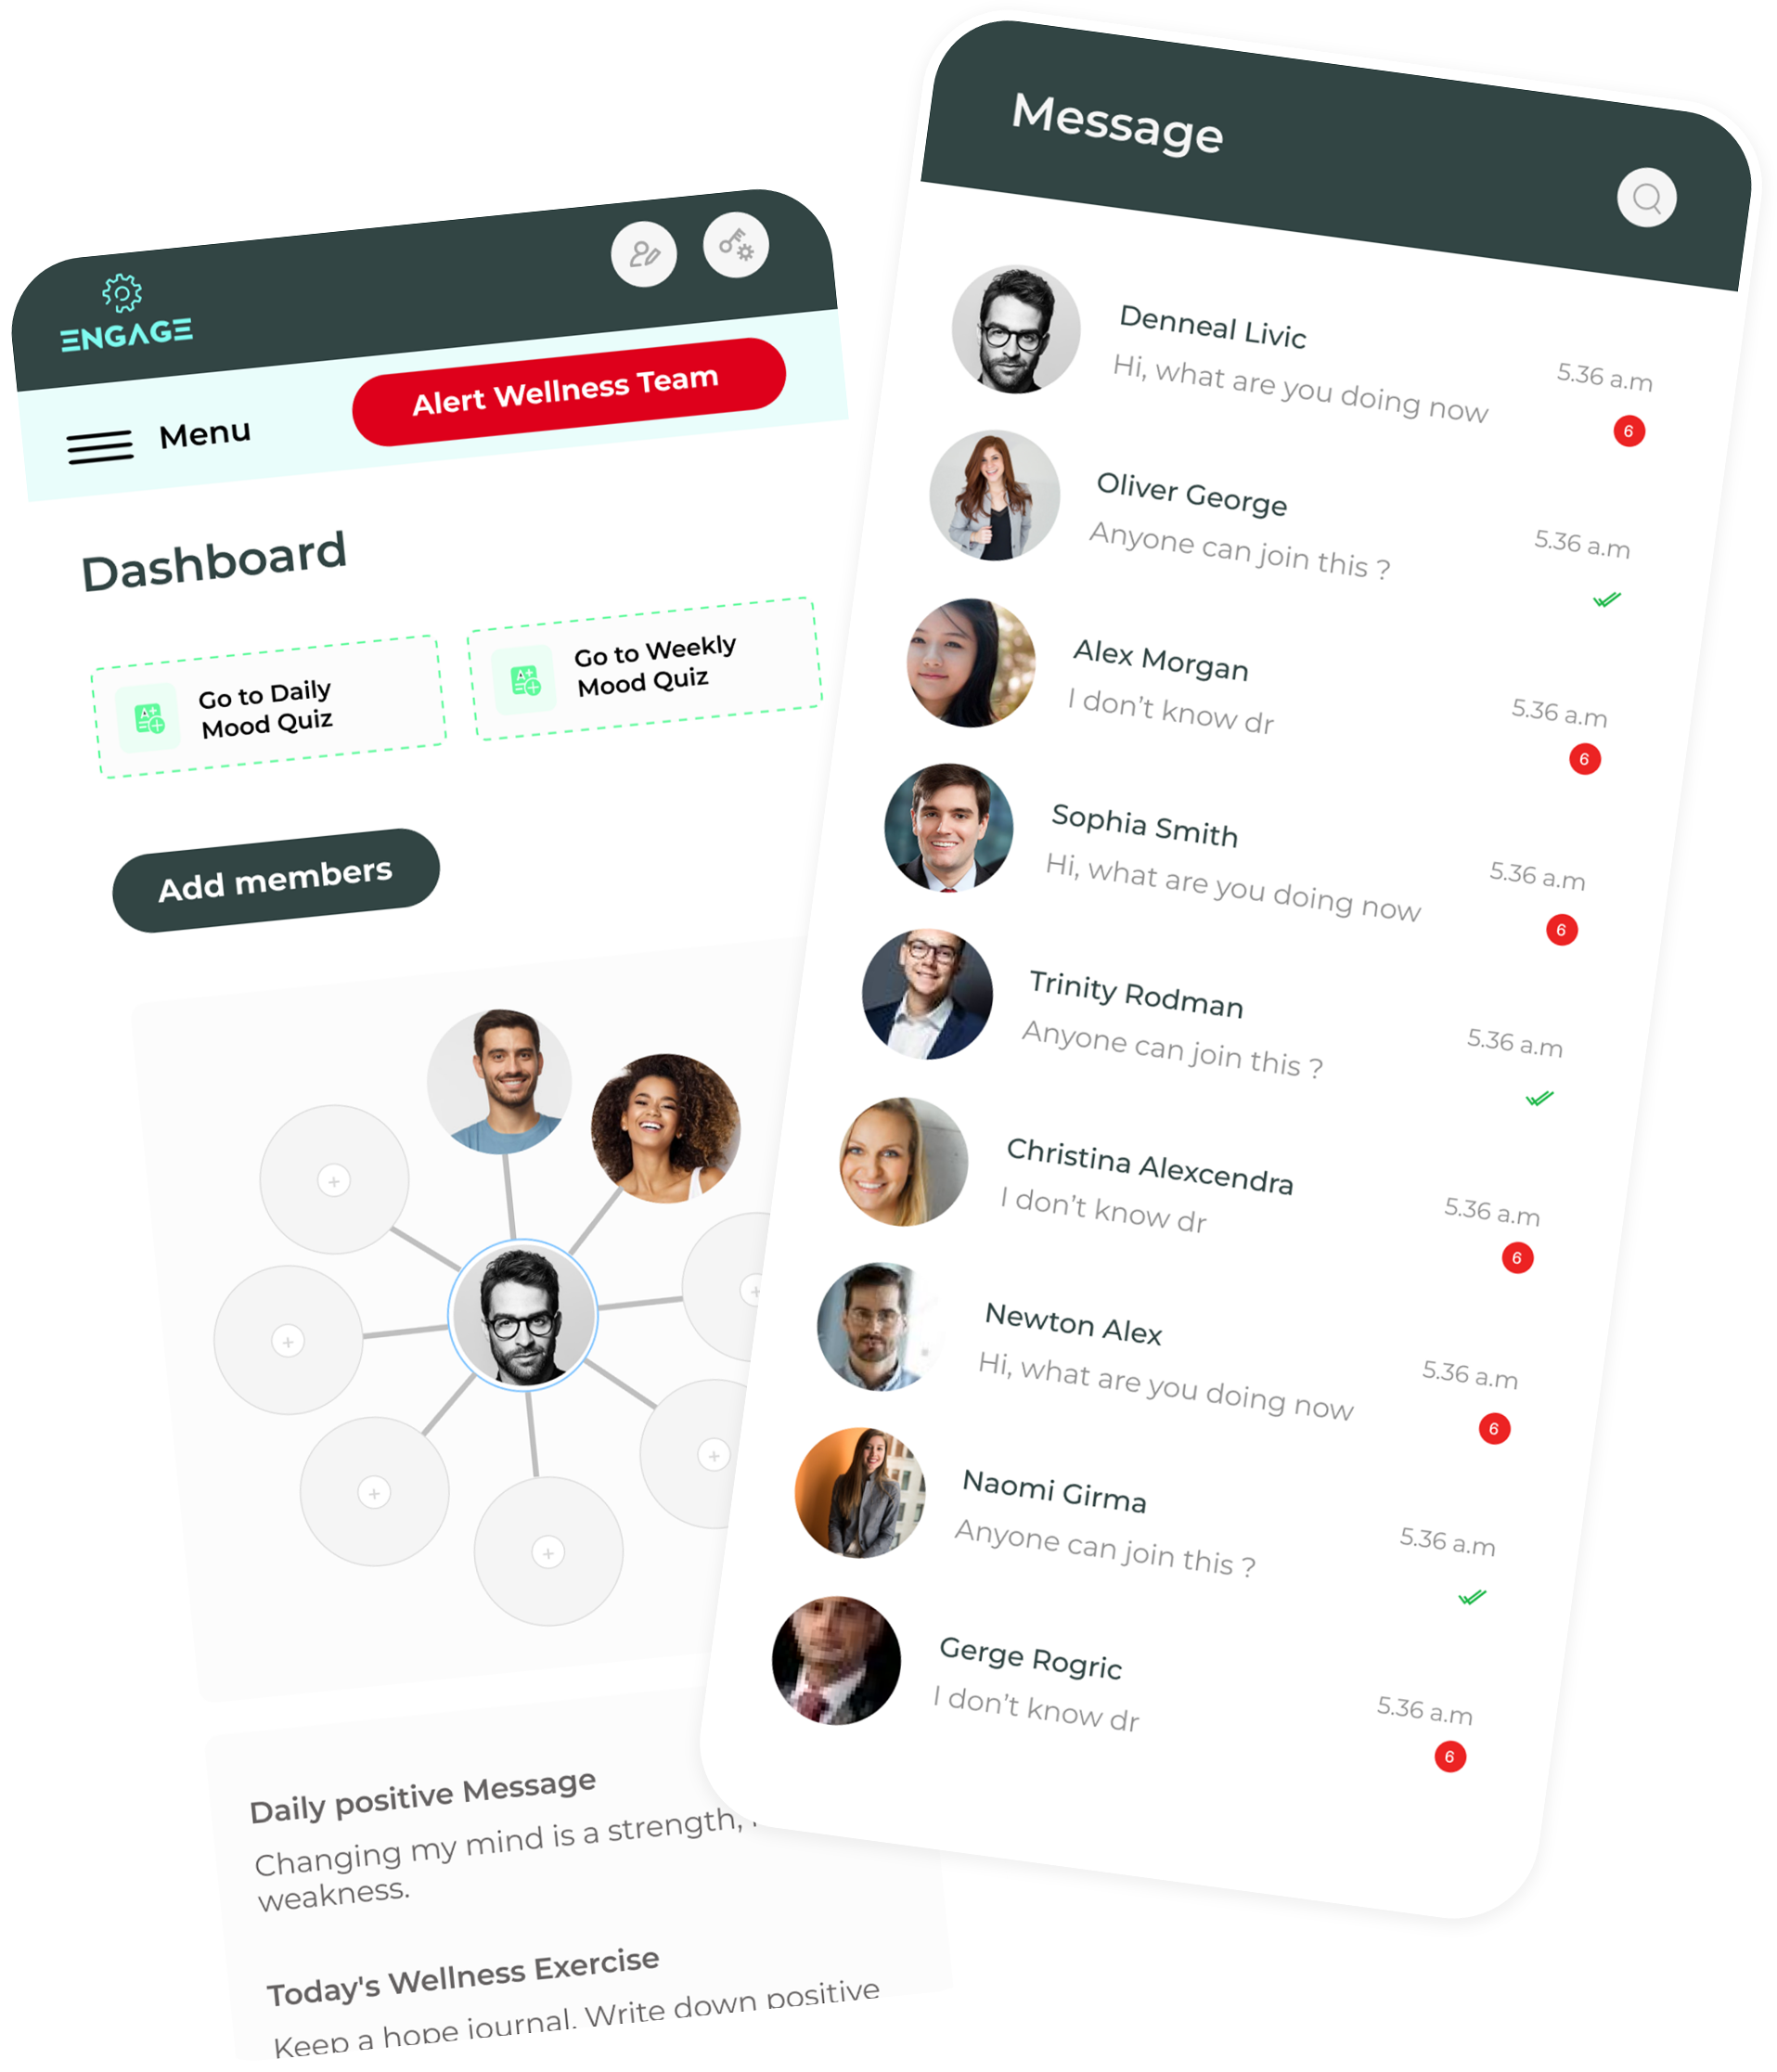 ENGAGE
Menu
Alert Wellness Team
Dashboard
Go to Daily
Mood Quiz
Go to Weekly
Mood Quiz
Add members
Daily positive Message
Changing my mind is a strength,
weakness.
Today's Wellness Exercise
Keep a hope journal. Write down positive
Message
Denneal Livic
Hi, what are you doing now
5.36 a.m
6
Oliver George
Anyone can join this ?
5.36 a.m
Alex Morgan
I don’t know dr
5.36 a.m
6
Sophia Smith
Hi, what are you doing now
5.36 a.m
6
Trinity Rodman
Anyone can join this ?
5.36 a.m
Christina Alexcendra
I don’t know dr
5.36 a.m
6
Newton Alex
Hi, what are you doing now
5.36 a.m
6
Naomi Girma
Anyone can join this ?
5.36 a.m
Gerge Rogric
I don’t know dr
5.36 a.m
6